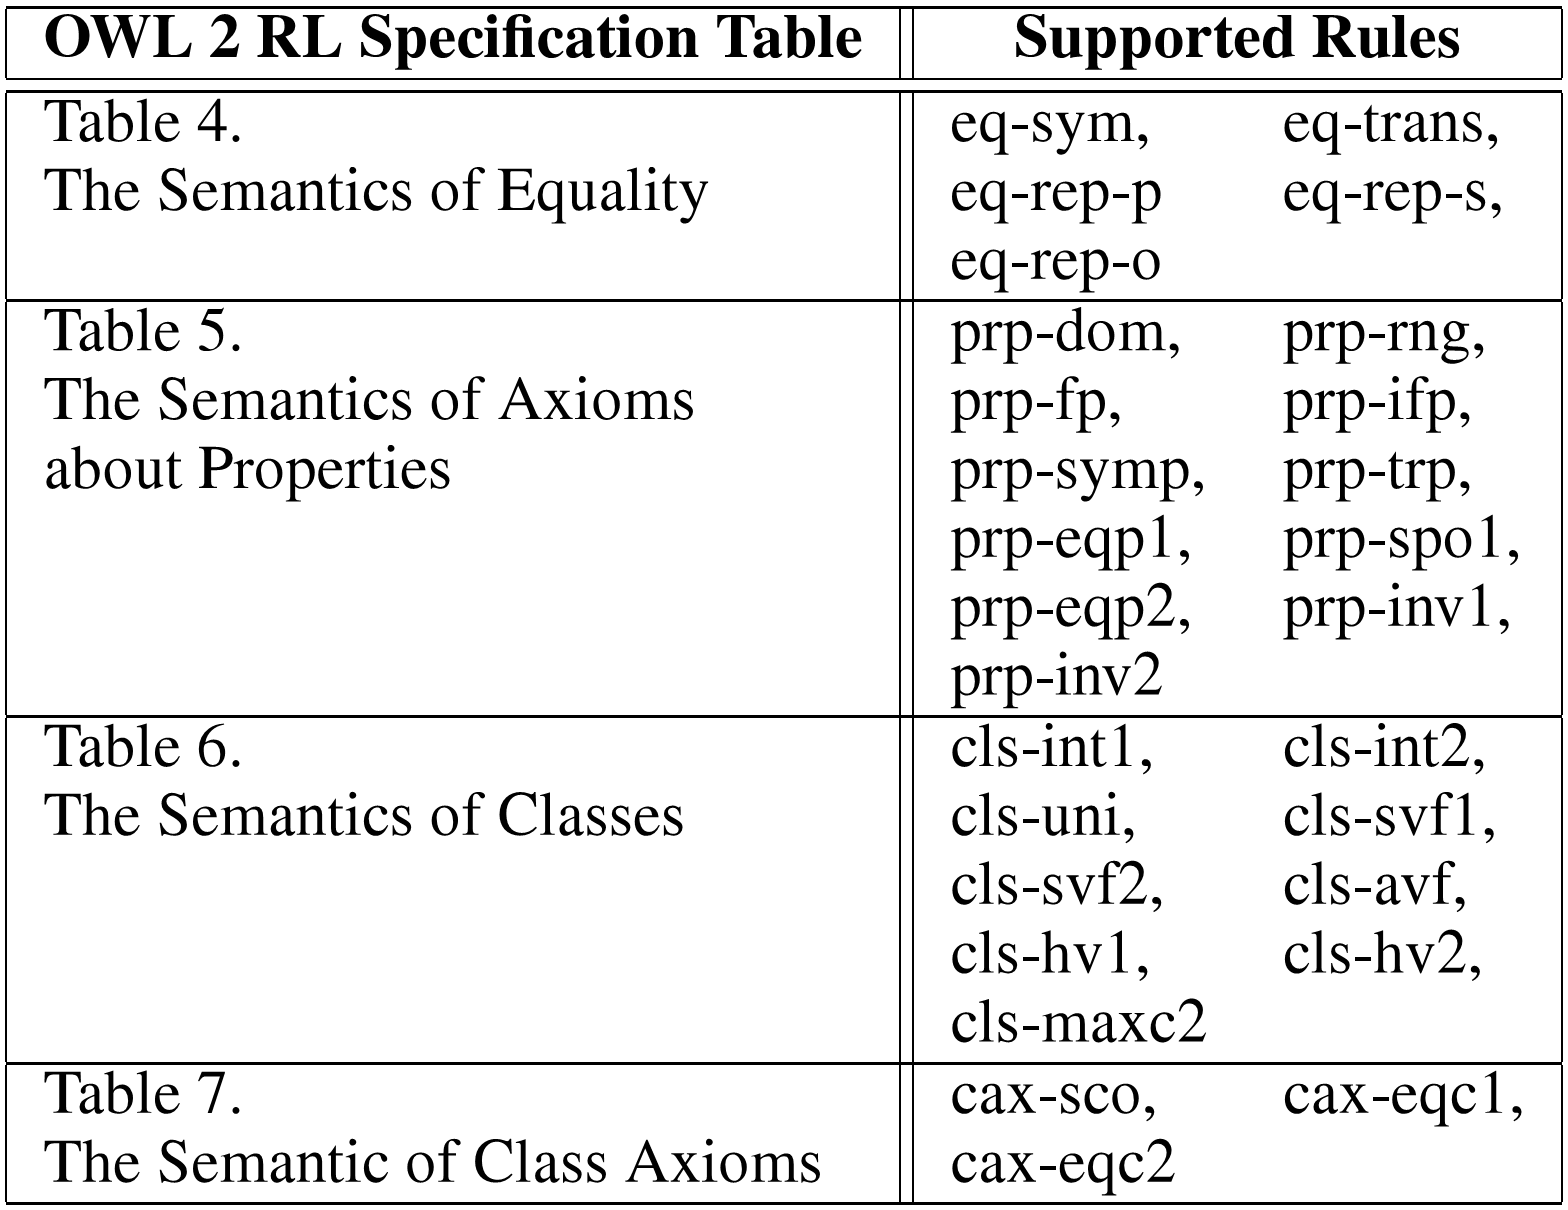 OWL 2 RL Specification Table Supported Rules
Table 4. eq-sym, eq-trans,
The Semantics of Equality eq-rep-p eq-rep-s,
eq-rep-o
Table 5. prp-dom, prp-rng,
The Semantics of Axioms prp-fp, prp-ifp,
about Properties prp-symp, prp-trp,
prp-eqp1, prp-spo1,
prp-eqp2, prp-inv1,
prp-inv2
Table 6. cls-int1, cls-int2,
The Semantics of Classes cls-uni, cls-svf1,
cls-svf2, cls-avf,
cls-hv1, cls-hv2,
cls-maxc2
Table 7. cax-sco, cax-eqc1,
The Semantic of Class Axioms cax-eqc2